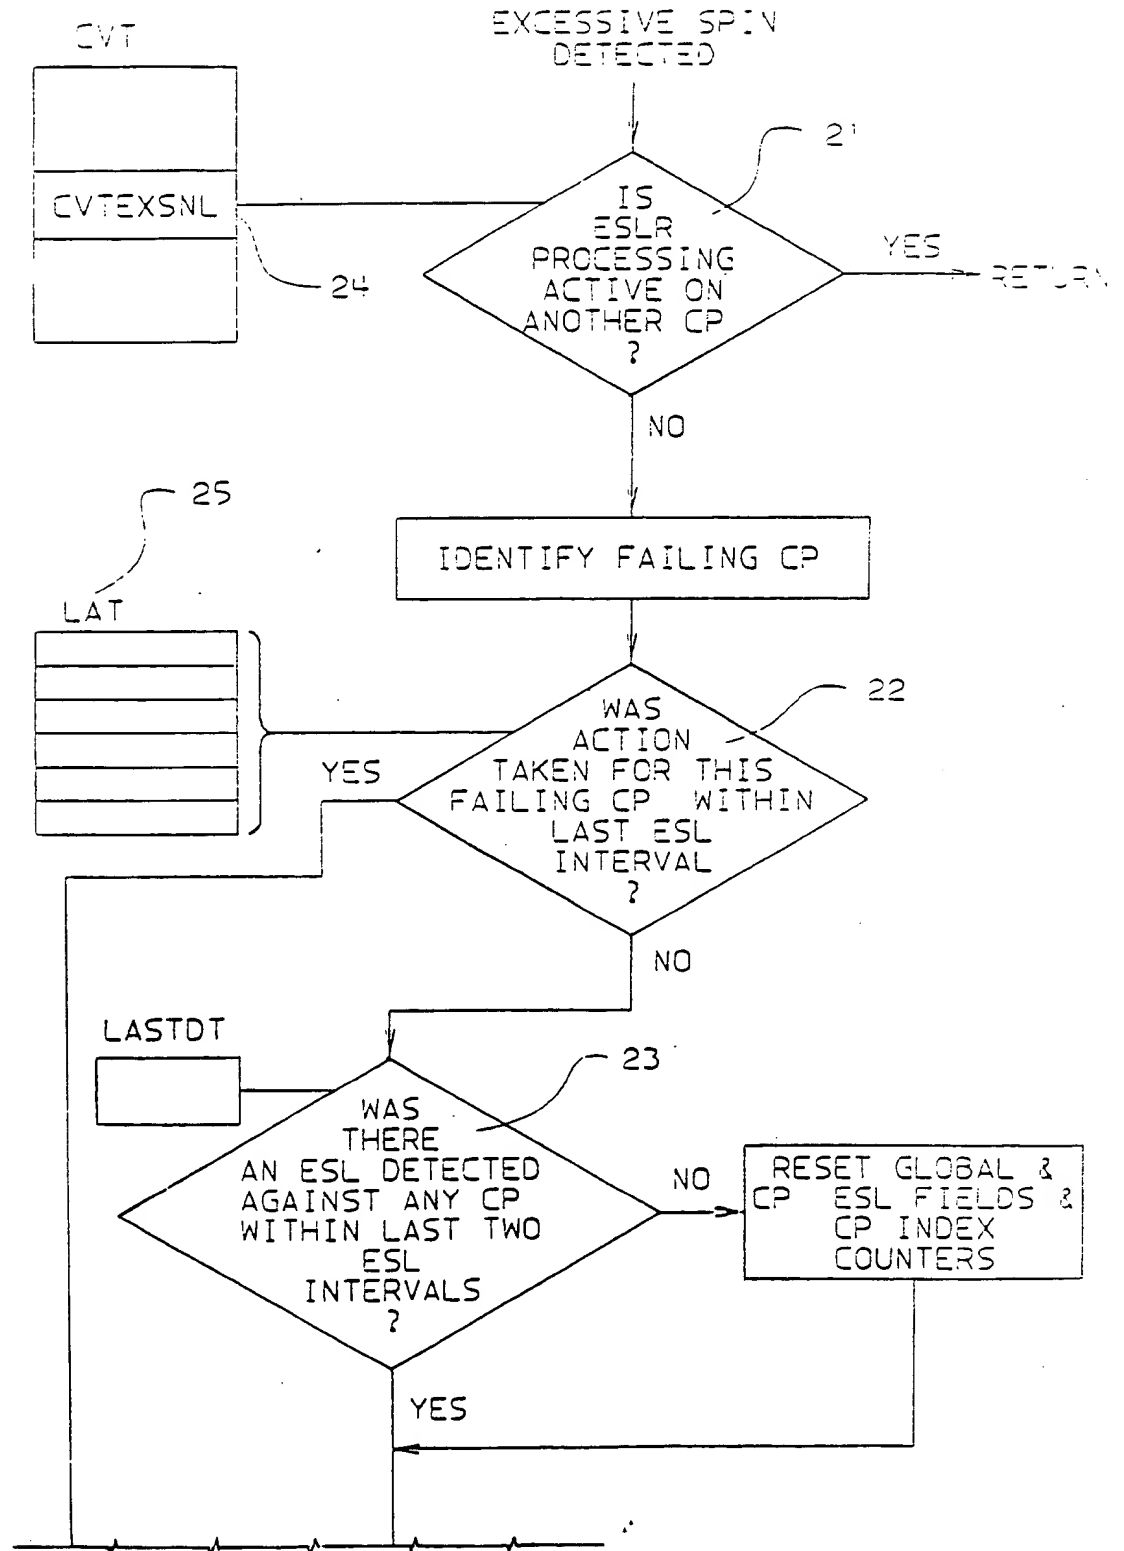 CVT
EXCESSIVE SPIN
DETECTED
CVTEXSNL
24
21
IS
ESLR
PROCESSING
ACTIVE ON
ANOTHER CP
?
YES
RETURN
NO
25
IDENTIFY FAILING CP
LAT
22
WAS
ACTION
TAKEN FOR THIS
FAILING CP WITHIN
LAST ESL
INTERVAL
?
YES
NO
LASTDT
23
WAS
THERE
AN ESL DETECTED
AGAINST ANY CP
WITHIN LAST TWO
ESL
INTERVALS
?
NO
RESET GLOBAL &
CP ESL FIELDS &
CP INDEX
COUNTERS
YES